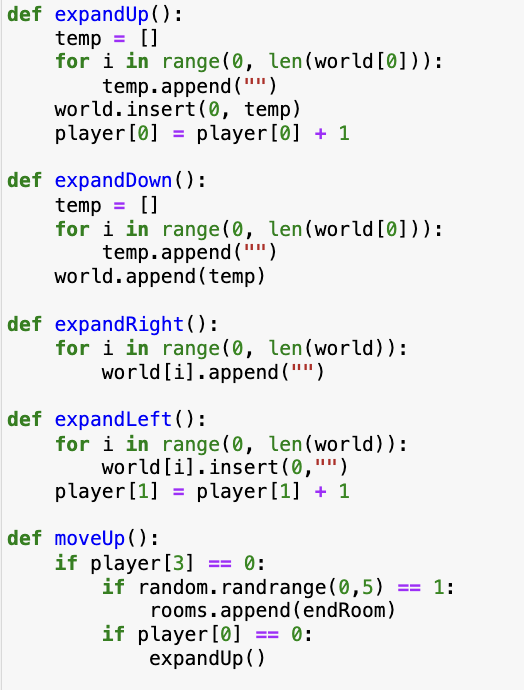 def expandUp():
    temp = []
    for i in range(0, len(world[0])):
        temp.append("")
    world.insert(0, temp)
    player[0] = player[0] + 1

def expandDown():
    temp = []
    for i in range(0, len(world[0])):
        temp.append("")
    world.append(temp)

def expandRight():
    for i in range(0, len(world)):
        world[i].append("")

def expandLeft():
    for i in range(0, len(world)):
        world[i].insert(0,"")
    player[1] = player[1] + 1

def moveUp():
    if player[3] == 0:
        if random.randrange(0,5) == 1:
            rooms.append(endRoom)
        if player[0] == 0:
            expandUp()